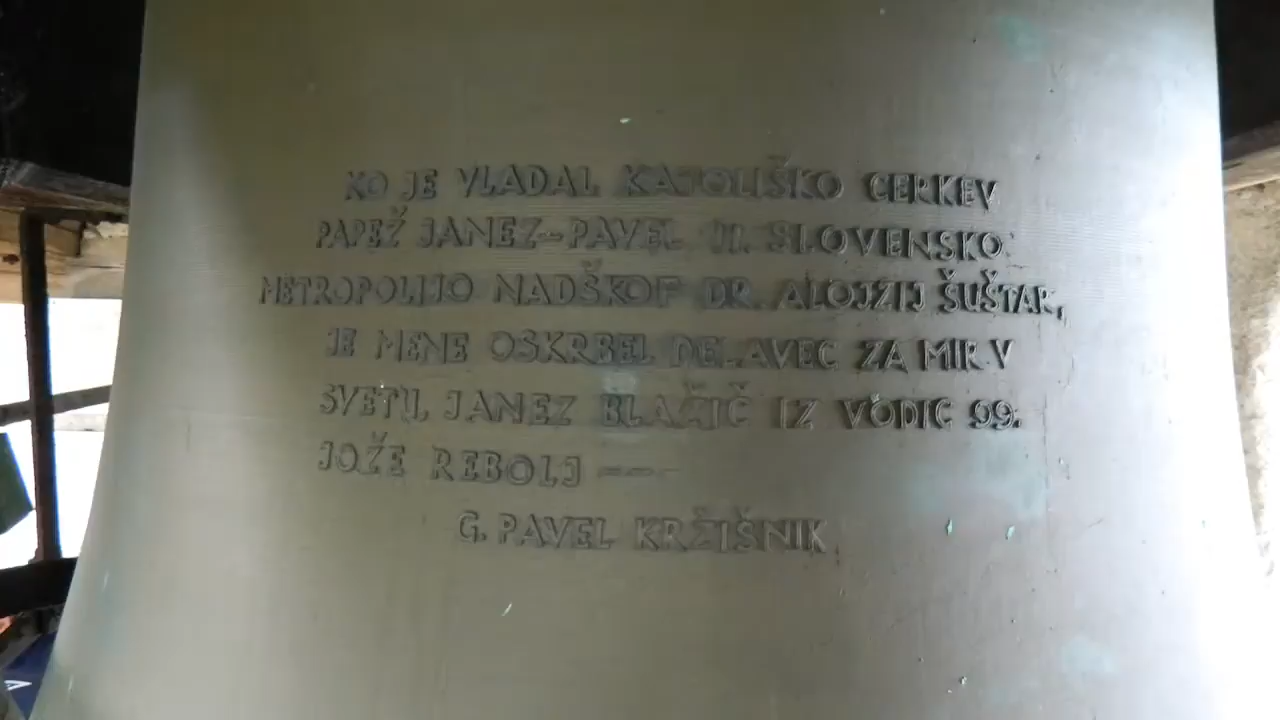 KO JE VLADAL KATOLIŠKO CERKEV
PAPEŽ JANEZ-PAVEL II. SLOVENSKO
METROPOLIJO NADŠKOF DR. ALOJZIJ ŠUŠTAR,
JE MENE OSKRBEL DELAVEC ZA MIR V
SVETU, JANEZ BLAŽIČ IZ VODIC 99.
JOŽE REBOLJ
G. PAVEL KRŽIŠNIK